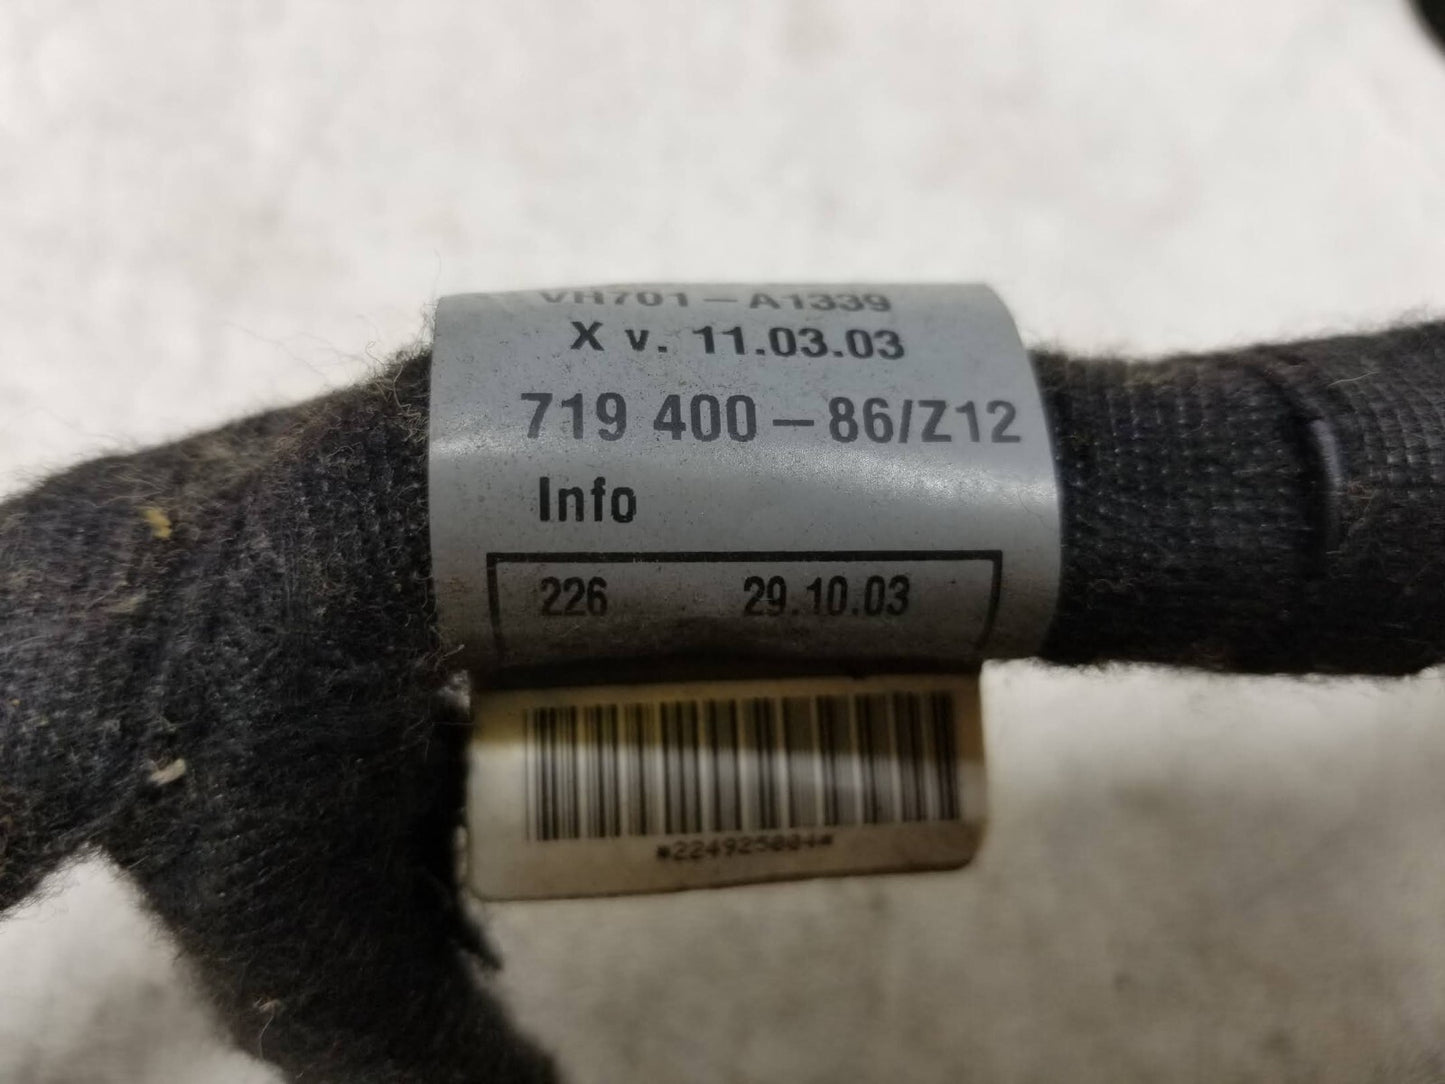 VH701-A1339
X v. 11.03.03
719 400-86/Z12
Info
226 29.10.03
*224925004*